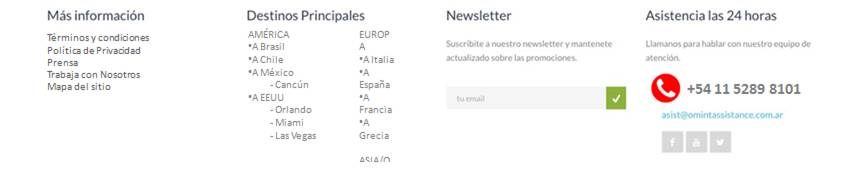 Más información
Términos y condiciones
Política de Privacidad
Prensa
Trabaja con Nosotros
Mapa del sitio
Destinos Principales
AMÉRICA
•A Brasil
•A Chile
•A México
- Cancún
•A EEUU
- Orlando
- Miami
- Las Vegas
EUROP
A
•A Italia
•A
España
•A
Francia
•A
Grecia
ASIA/O
Newsletter
Suscribite a nuestro newsletter y mantenete
actualizado sobre las promociones.
tu email
Asistencia las 24 horas
Llamanos para hablar con nuestro equipo de
atención.
+54 11 5289 8101
asist@omintassistance.com.ar